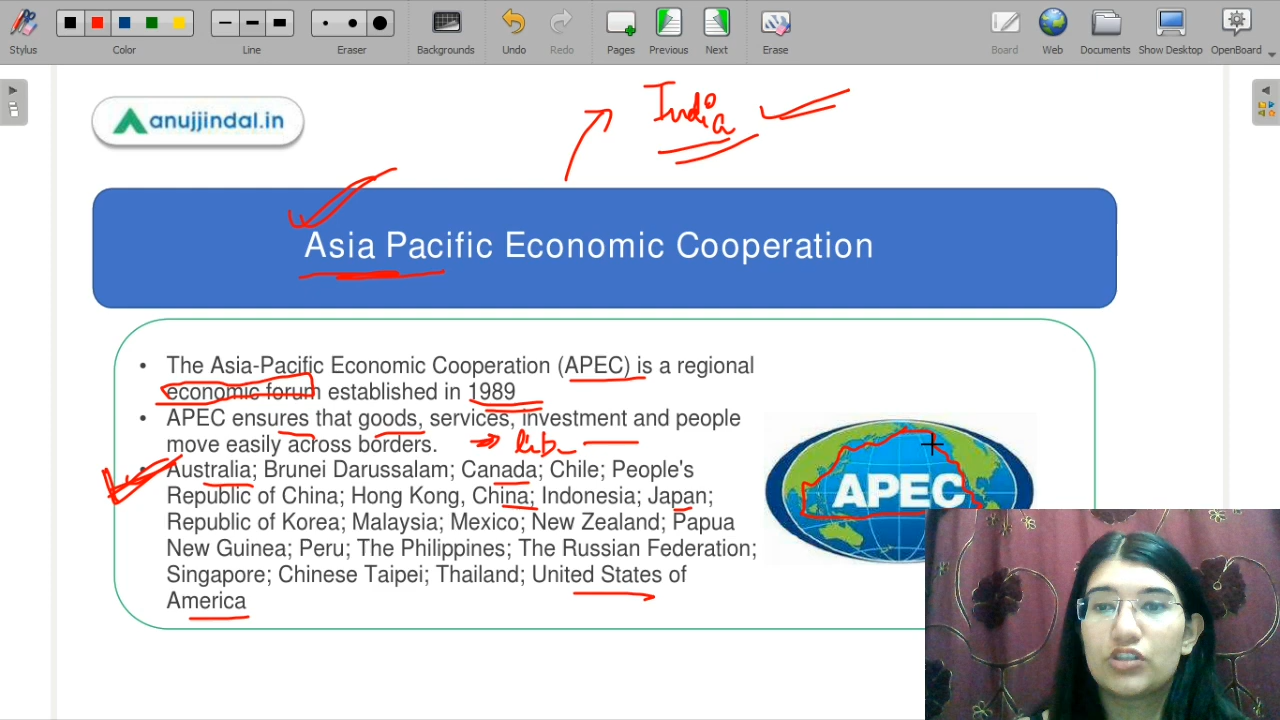 Stylus
Color
Line
Eraser
Backgrounds
Undo
Redo
Pages
Previous
Next
Erase
Board
Web
Documents
Show Desktop
OpenBoard
India
anujjindal.in
Asia Pacific Economic Cooperation
• The Asia-Pacific Economic Cooperation (APEC) is a regional
economic forum established in 1989
• APEC ensures that goods, services, investment and people
move easily across borders.
lib
• Australia; Brunei Darussalam; Canada; Chile; People's
Republic of China; Hong Kong, China; Indonesia; Japan;
Republic of Korea; Malaysia; Mexico; New Zealand; Papua
New Guinea; Peru; The Philippines; The Russian Federation;
Singapore; Chinese Taipei; Thailand; United States of
America
APEC